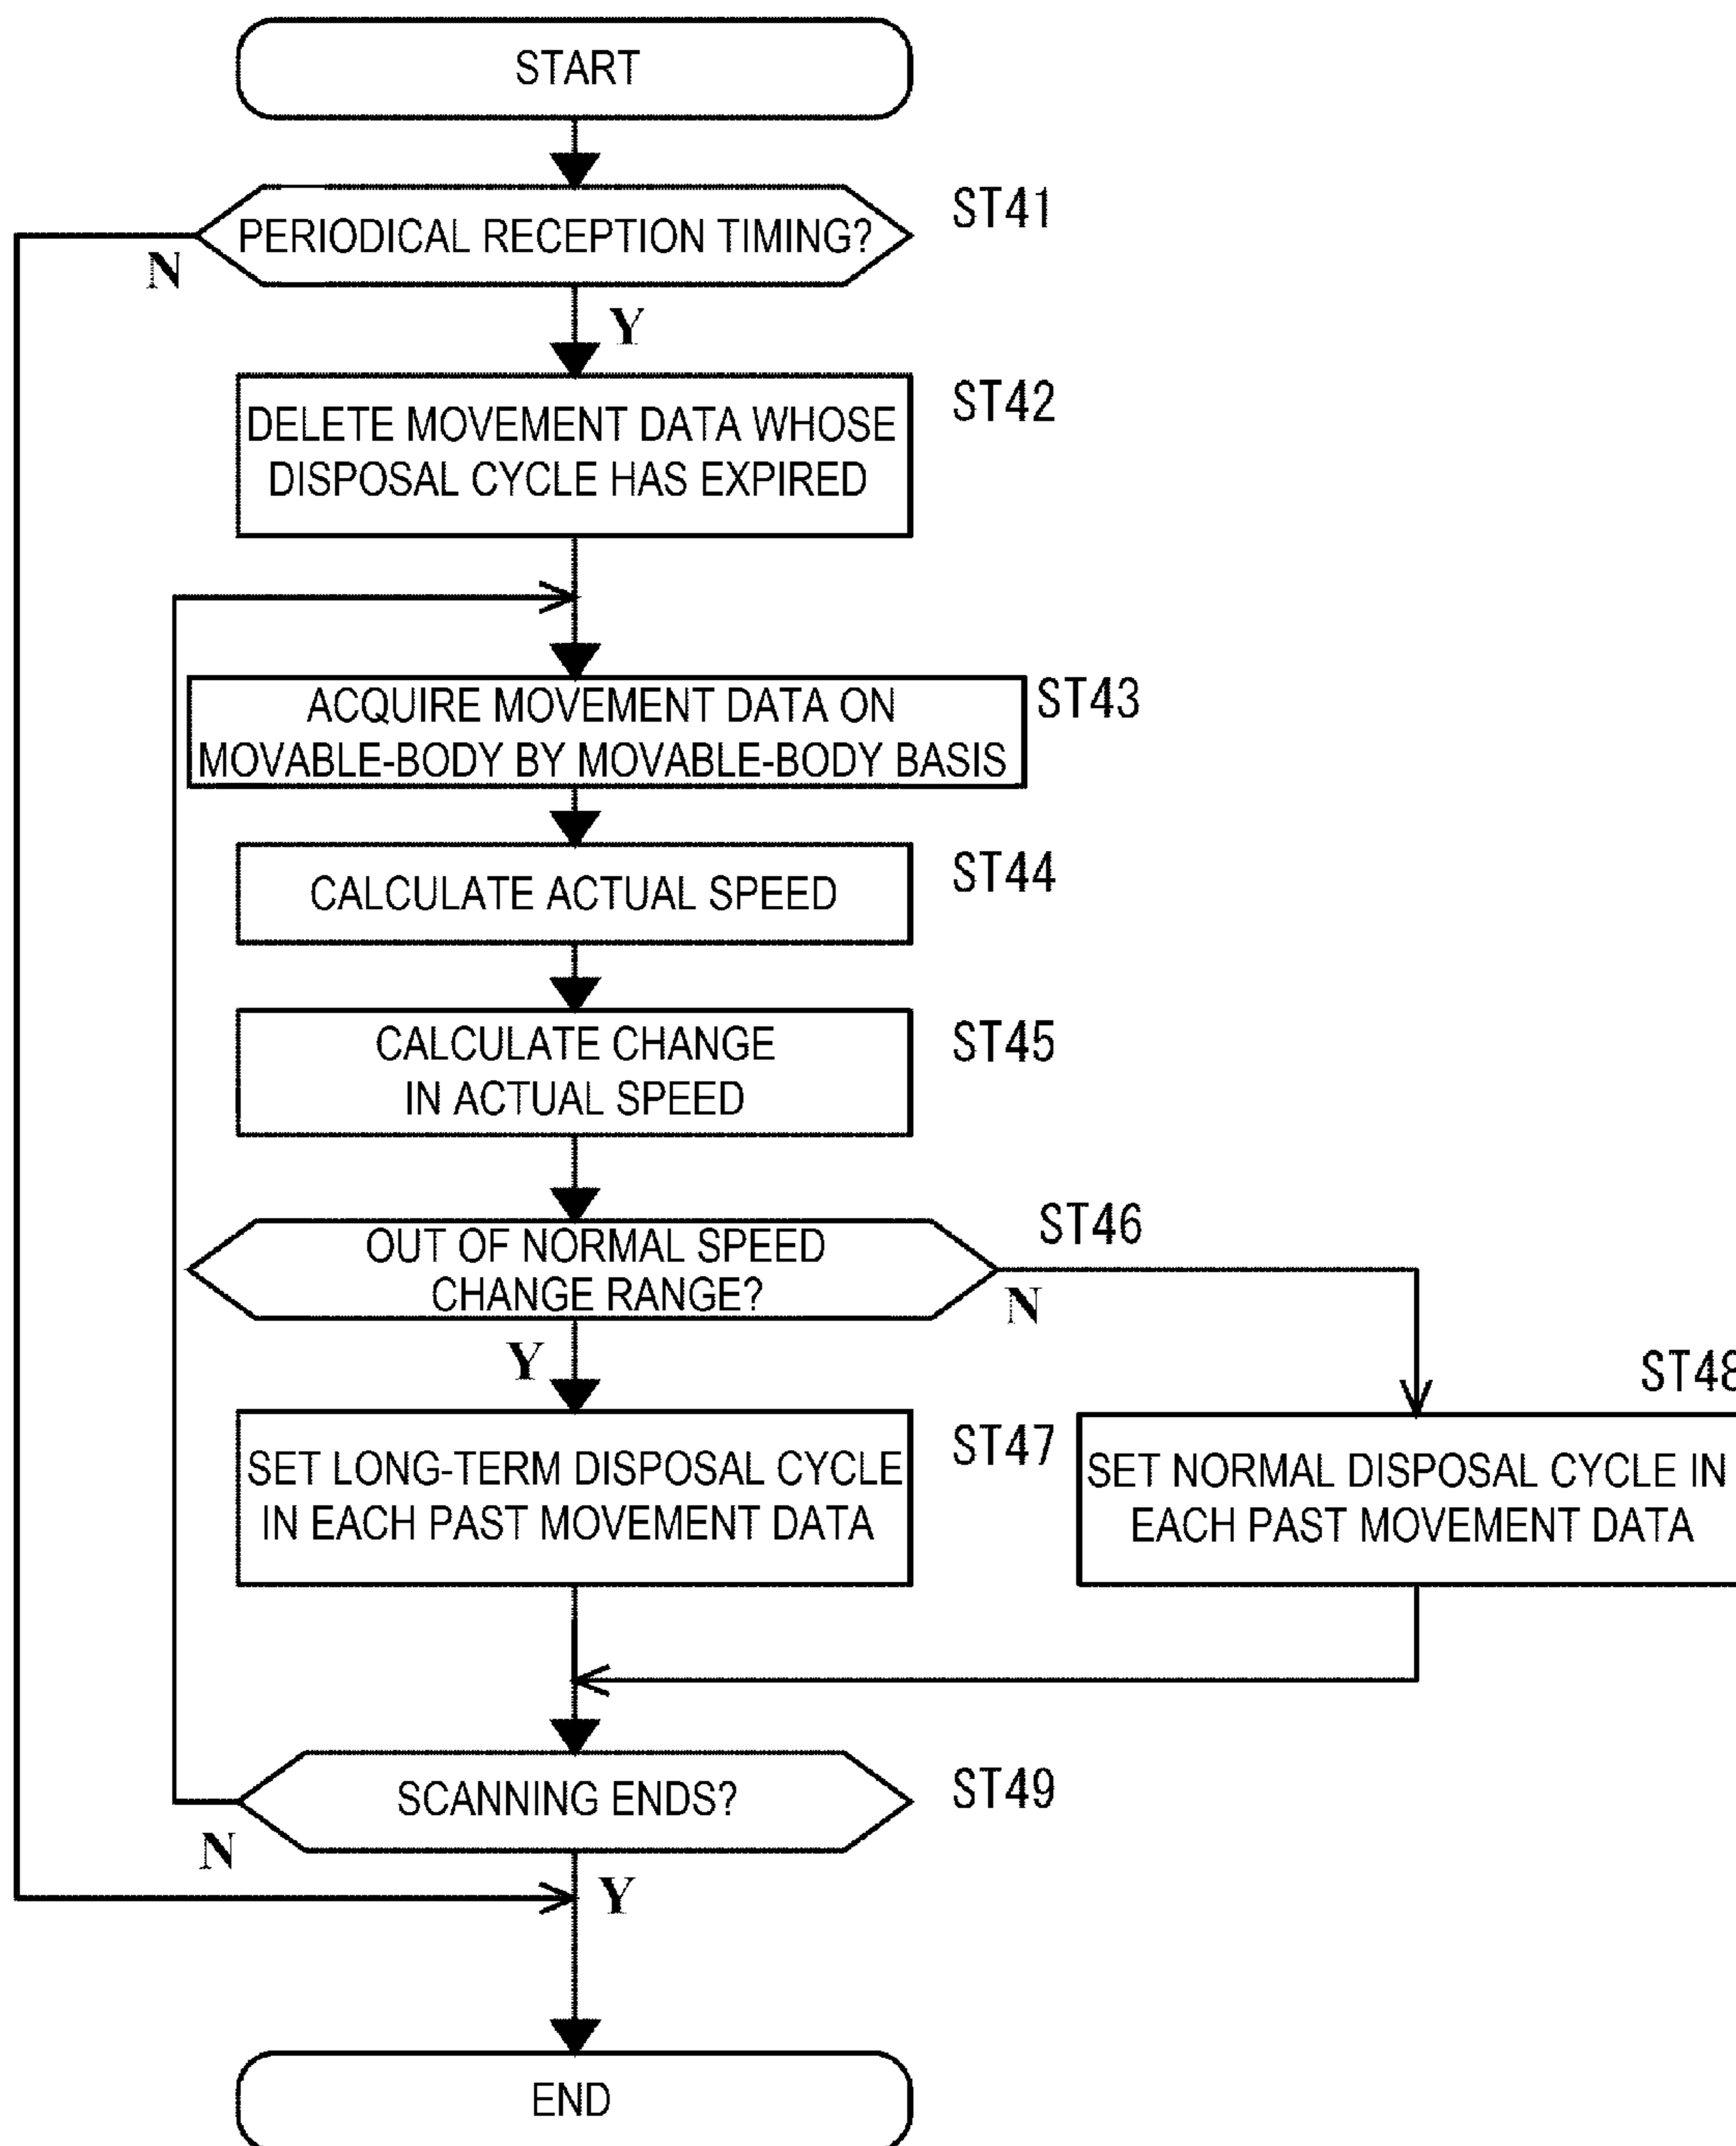 START
PERIODICAL RECEPTION TIMING?
ST41
N
Y
DELETE MOVEMENT DATA WHOSE
DISPOSAL CYCLE HAS EXPIRED
ST42
ACQUIRE MOVEMENT DATA ON
MOVABLE-BODY BY MOVABLE-BODY BASIS
ST43
CALCULATE ACTUAL SPEED
ST44
CALCULATE CHANGE
IN ACTUAL SPEED
ST45
OUT OF NORMAL SPEED
CHANGE RANGE?
ST46
N
Y
SET LONG-TERM DISPOSAL CYCLE
IN EACH PAST MOVEMENT DATA
ST47
ST48
SET NORMAL DISPOSAL CYCLE IN
EACH PAST MOVEMENT DATA
SCANNING ENDS?
ST49
N
Y
END